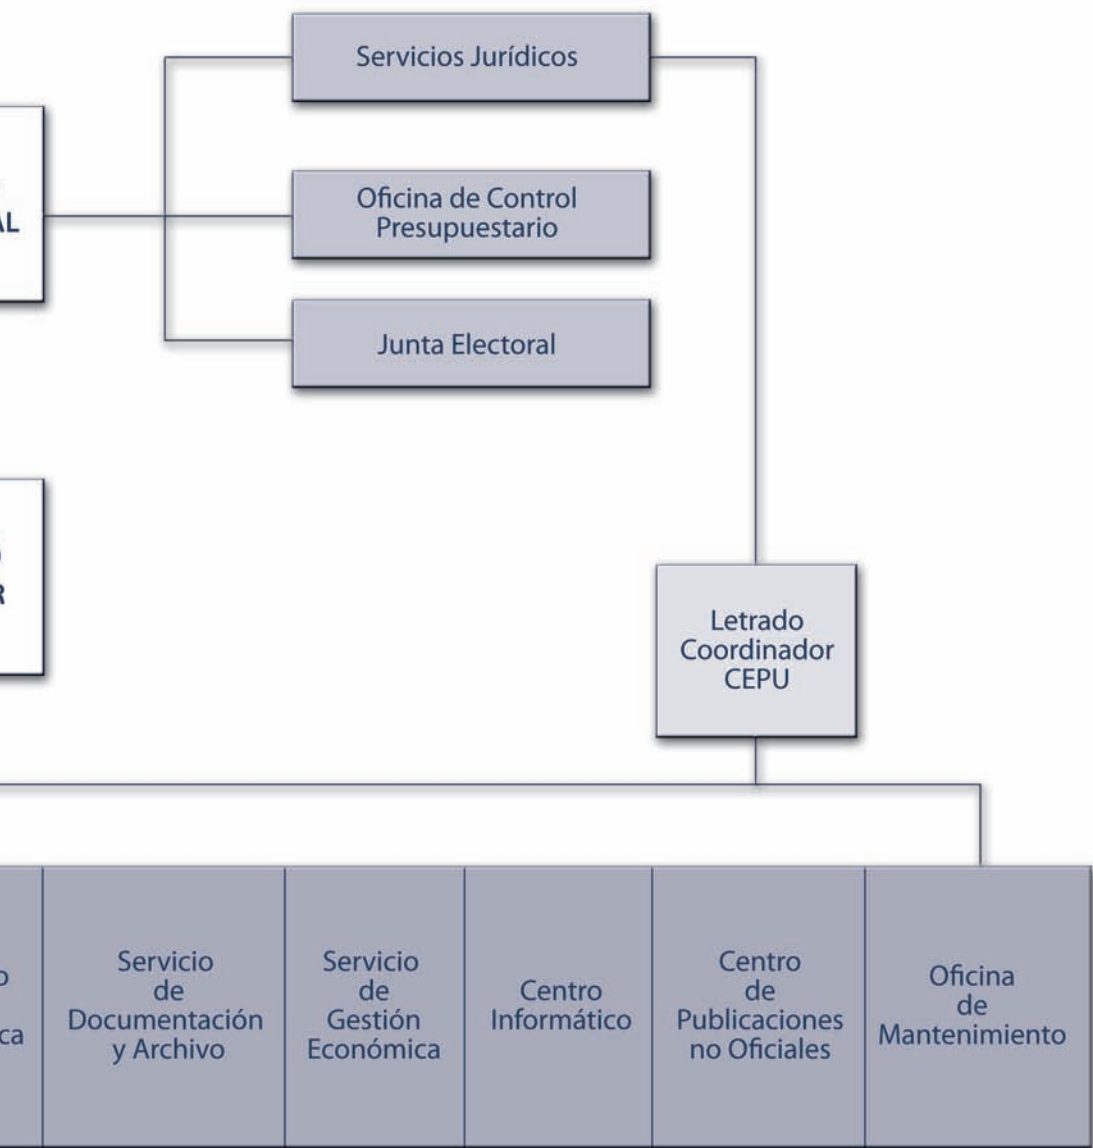 Servicios Jurídicos
Oficina de Control
Presupuestario
Junta Electoral
Letrado
Coordinador
CEPU
Servicio
de
Documentación
y Archivo
Servicio
de
Gestión
Económica
Centro
Informático
Centro
de
Publicaciones
no Oficiales
Oficina
de
Mantenimiento